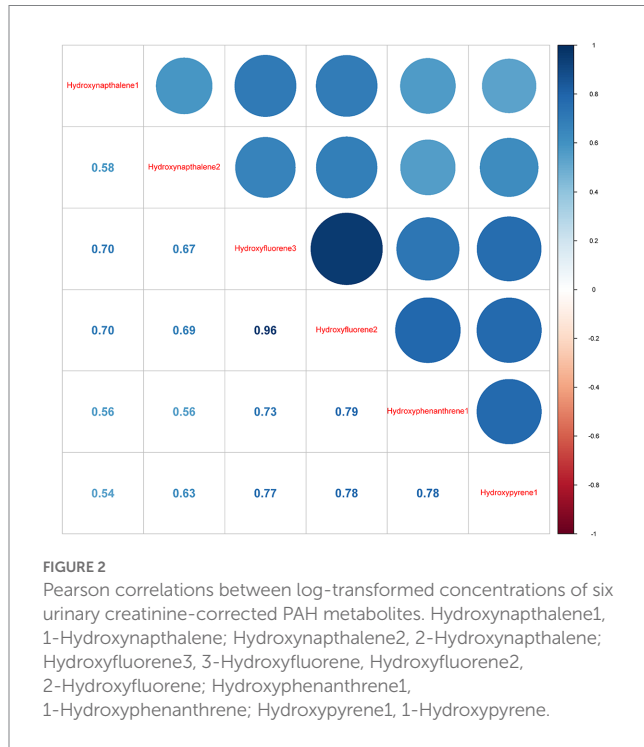 Hydroxynapthalene1
1
0.8
0.58
Hydroxynapthalene2
0.6
0.4
0.70
0.67
Hydroxyfluorene3
0.2
0
0.70
0.69
0.96
Hydroxyfluorene2
-0.2
0.56
0.56
0.73
0.79
Hydroxyphenanthrene1
-0.4
-0.6
0.54
0.63
0.77
0.78
0.78
Hydroxypyrene1
-0.8
-1
FIGURE 2
Pearson correlations between log-transformed concentrations of six
urinary creatinine-corrected PAH metabolites. Hydroxynapthalene1,
1-Hydroxynapthalene; Hydroxynapthalene2, 2-Hydroxynapthalene;
Hydroxyfluorene3, 3-Hydroxyfluorene, Hydroxyfluorene2,
2-Hydroxyfluorene; Hydroxyphenanthrene1,
1-Hydroxyphenanthrene; Hydroxypyrene1, 1-Hydroxypyrene.